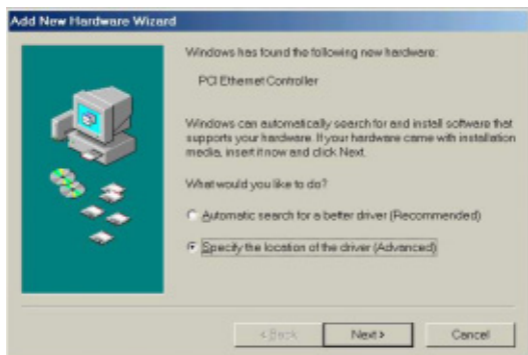 Add New Hardware Wizard
Windows has found the following new hardware:
PCI Ethernet Controller
Windows can automatically search for and install software that
supports your hardware. If your hardware came with installation
media, insert it now and click Next.
What would you like to do?
Automatic search for a better driver (Recommended)
Specify the location of the driver (Advanced)
< Back
Next >
Cancel